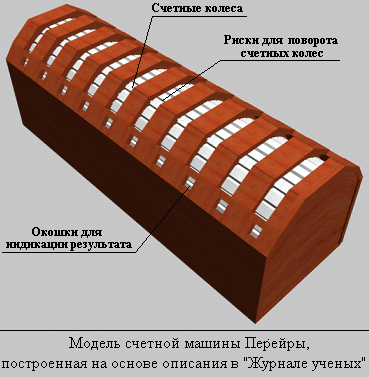 Счетные колеса
Риски для поворота
счетных колес
Окошки для
индикации результата
Модель счетной машины Перейры,
построенная на основе описания в "Журнале ученых"